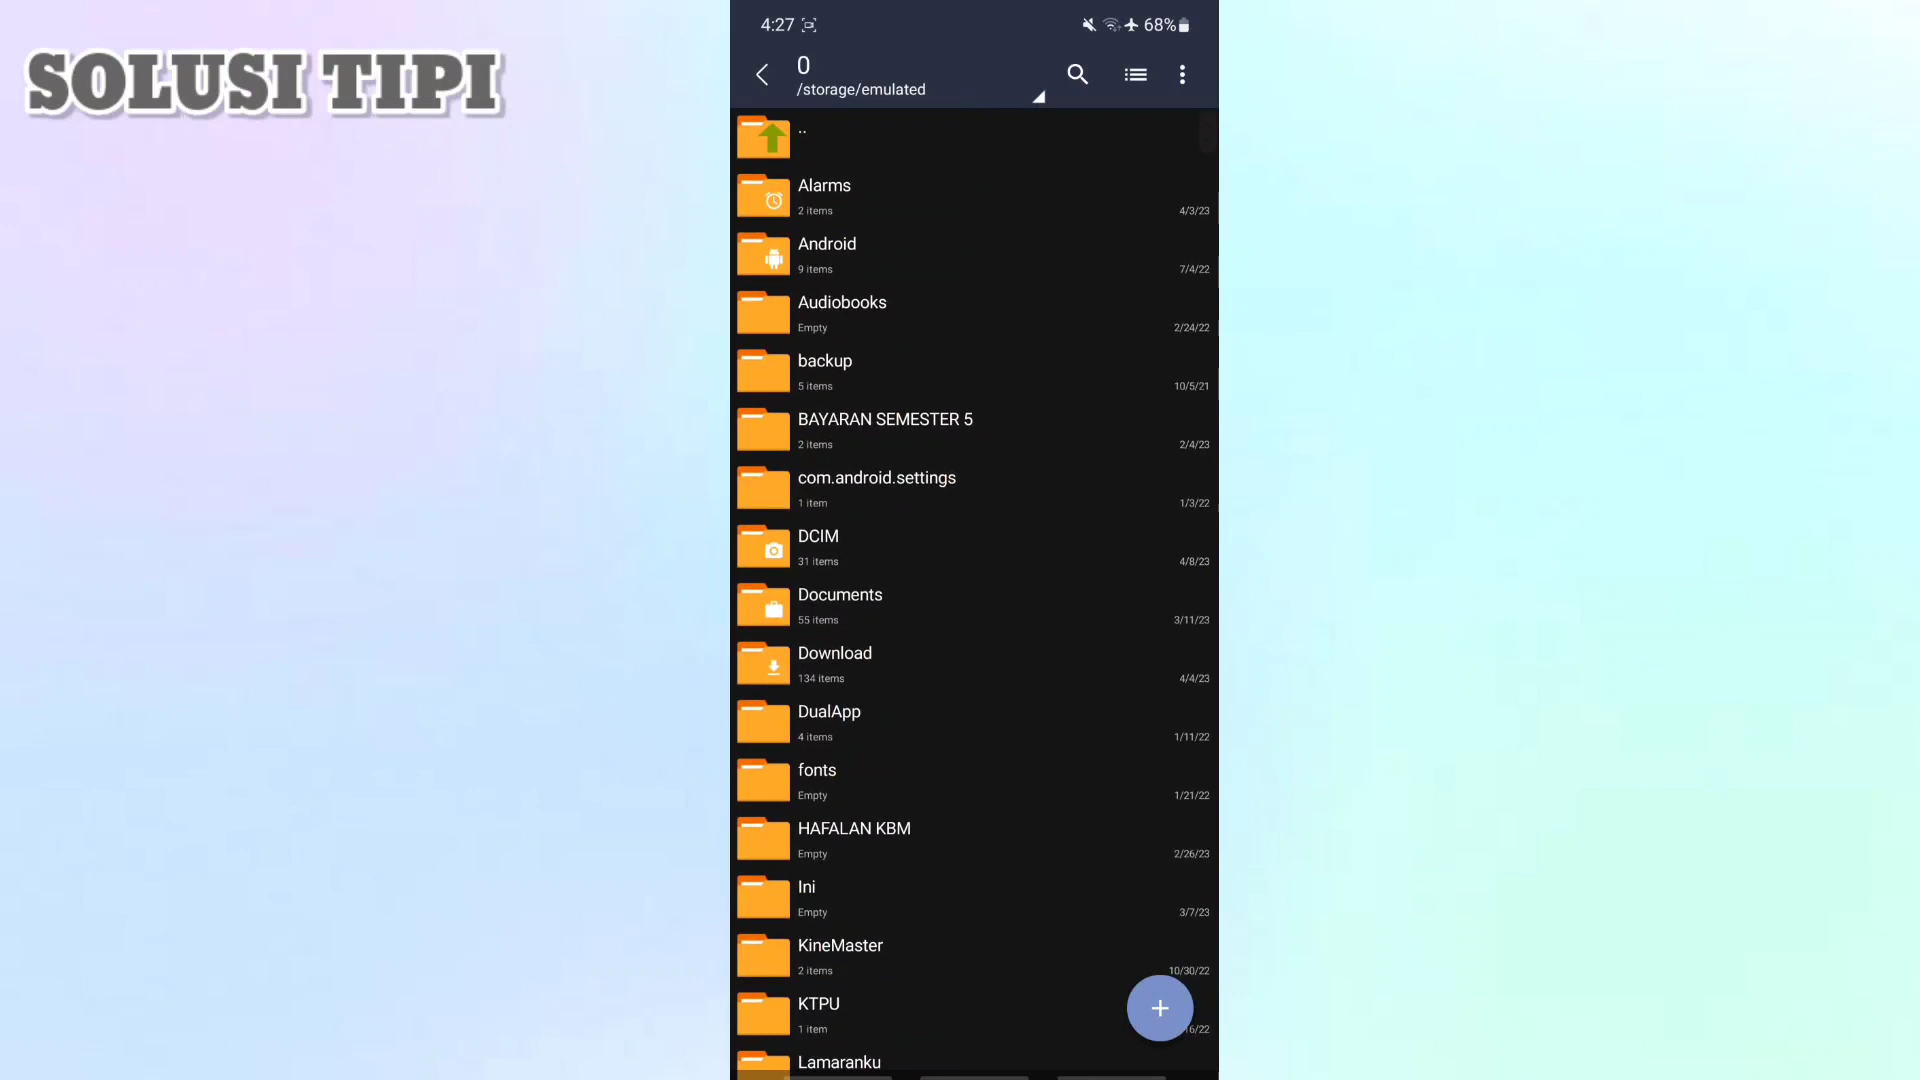 SOLUSI TIPI
4:27
68%
0
/storage/emulated
..
Alarms
2 items
4/3/23
Android
9 items
7/4/22
Audiobooks
Empty
2/24/22
backup
5 items
10/5/21
BAYARAN SEMESTER 5
2 items
2/4/23
com.android.settings
1 item
1/3/22
DCIM
31 items
4/8/23
Documents
55 items
3/11/23
Download
134 items
4/4/23
DualApp
4 items
1/11/22
fonts
Empty
1/21/22
HAFALAN KBM
Empty
2/26/23
Ini
Empty
3/7/23
KineMaster
2 items
10/30/22
KTPU
1 item
Lamaranku